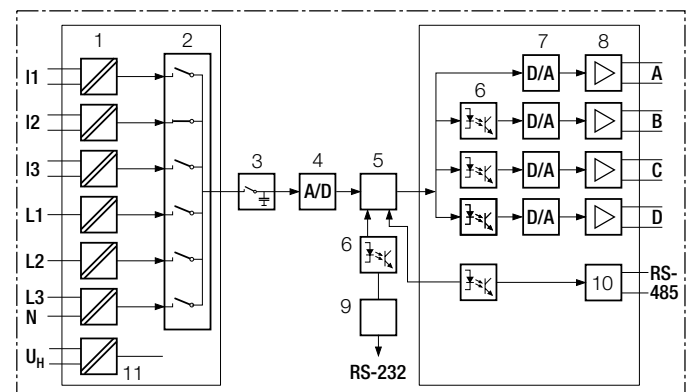 1
2
7
8
I1
D/A
A
6
I2
D/A
B
3
4
5
I3
A/D
D/A
C
L1
D/A
D
6
L2
L3
N
9
10
RS-
485
UH
11
RS-232